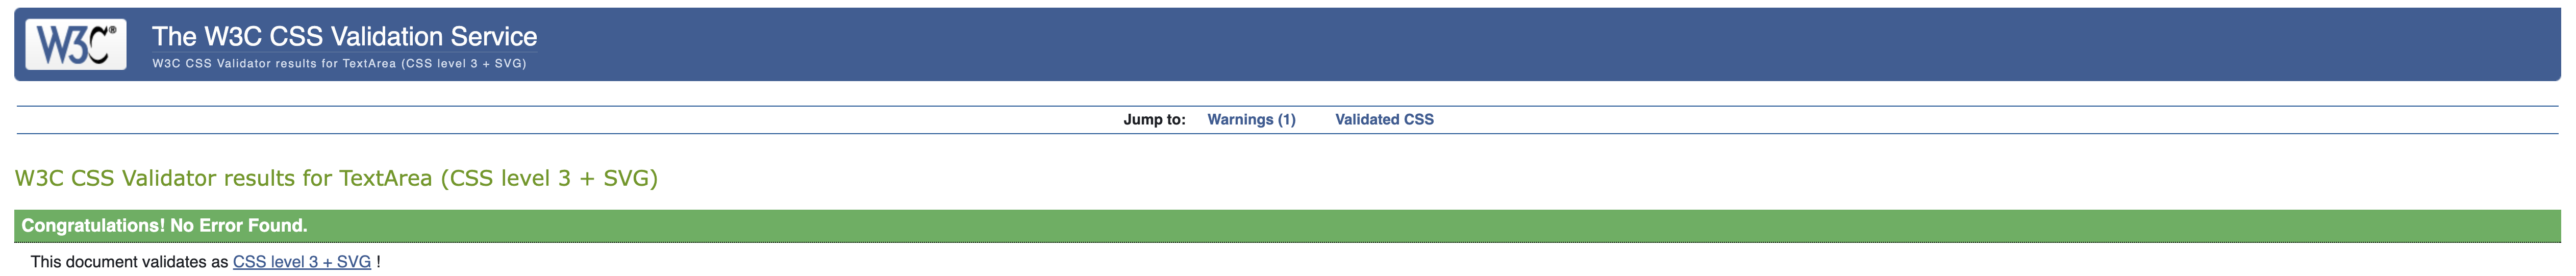 W3C®
The W3C CSS Validation Service
W3C CSS Validator results for TextArea (CSS level 3 + SVG)
Jump to: Warnings (1) Validated CSS
W3C CSS Validator results for TextArea (CSS level 3 + SVG)
Congratulations! No Error Found.
This document validates as CSS level 3 + SVG !